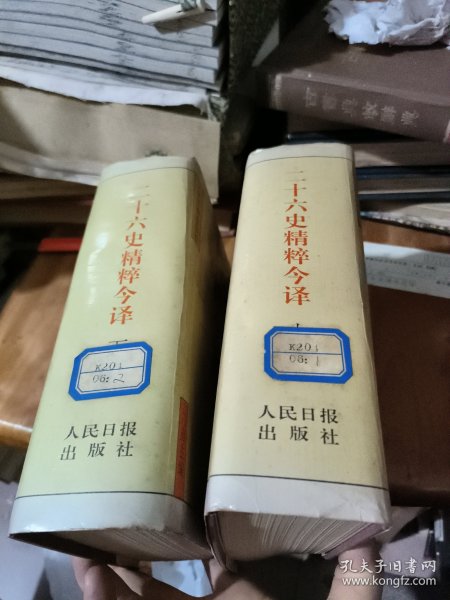 二十六史精粹今译
下
K201
08:2
人民日报
出版社
二十六史精粹今译
上
K201
08:1
人民日报
出版社
孔夫子旧书网
www.kongfz.com